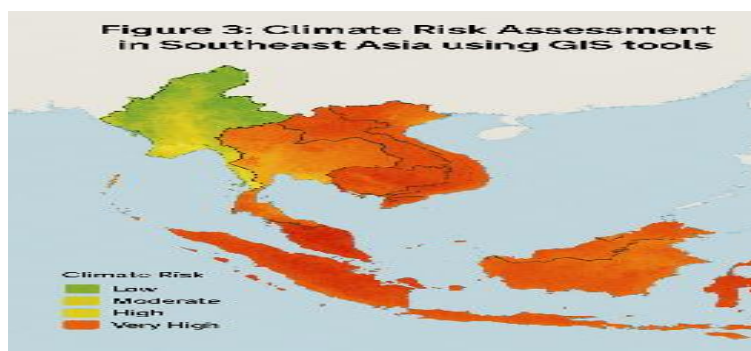 Figure 3: Climate Risk Assessment
in Southeast Asia using GIS tools
Climate Risk
Low
Moderate
High
Very High